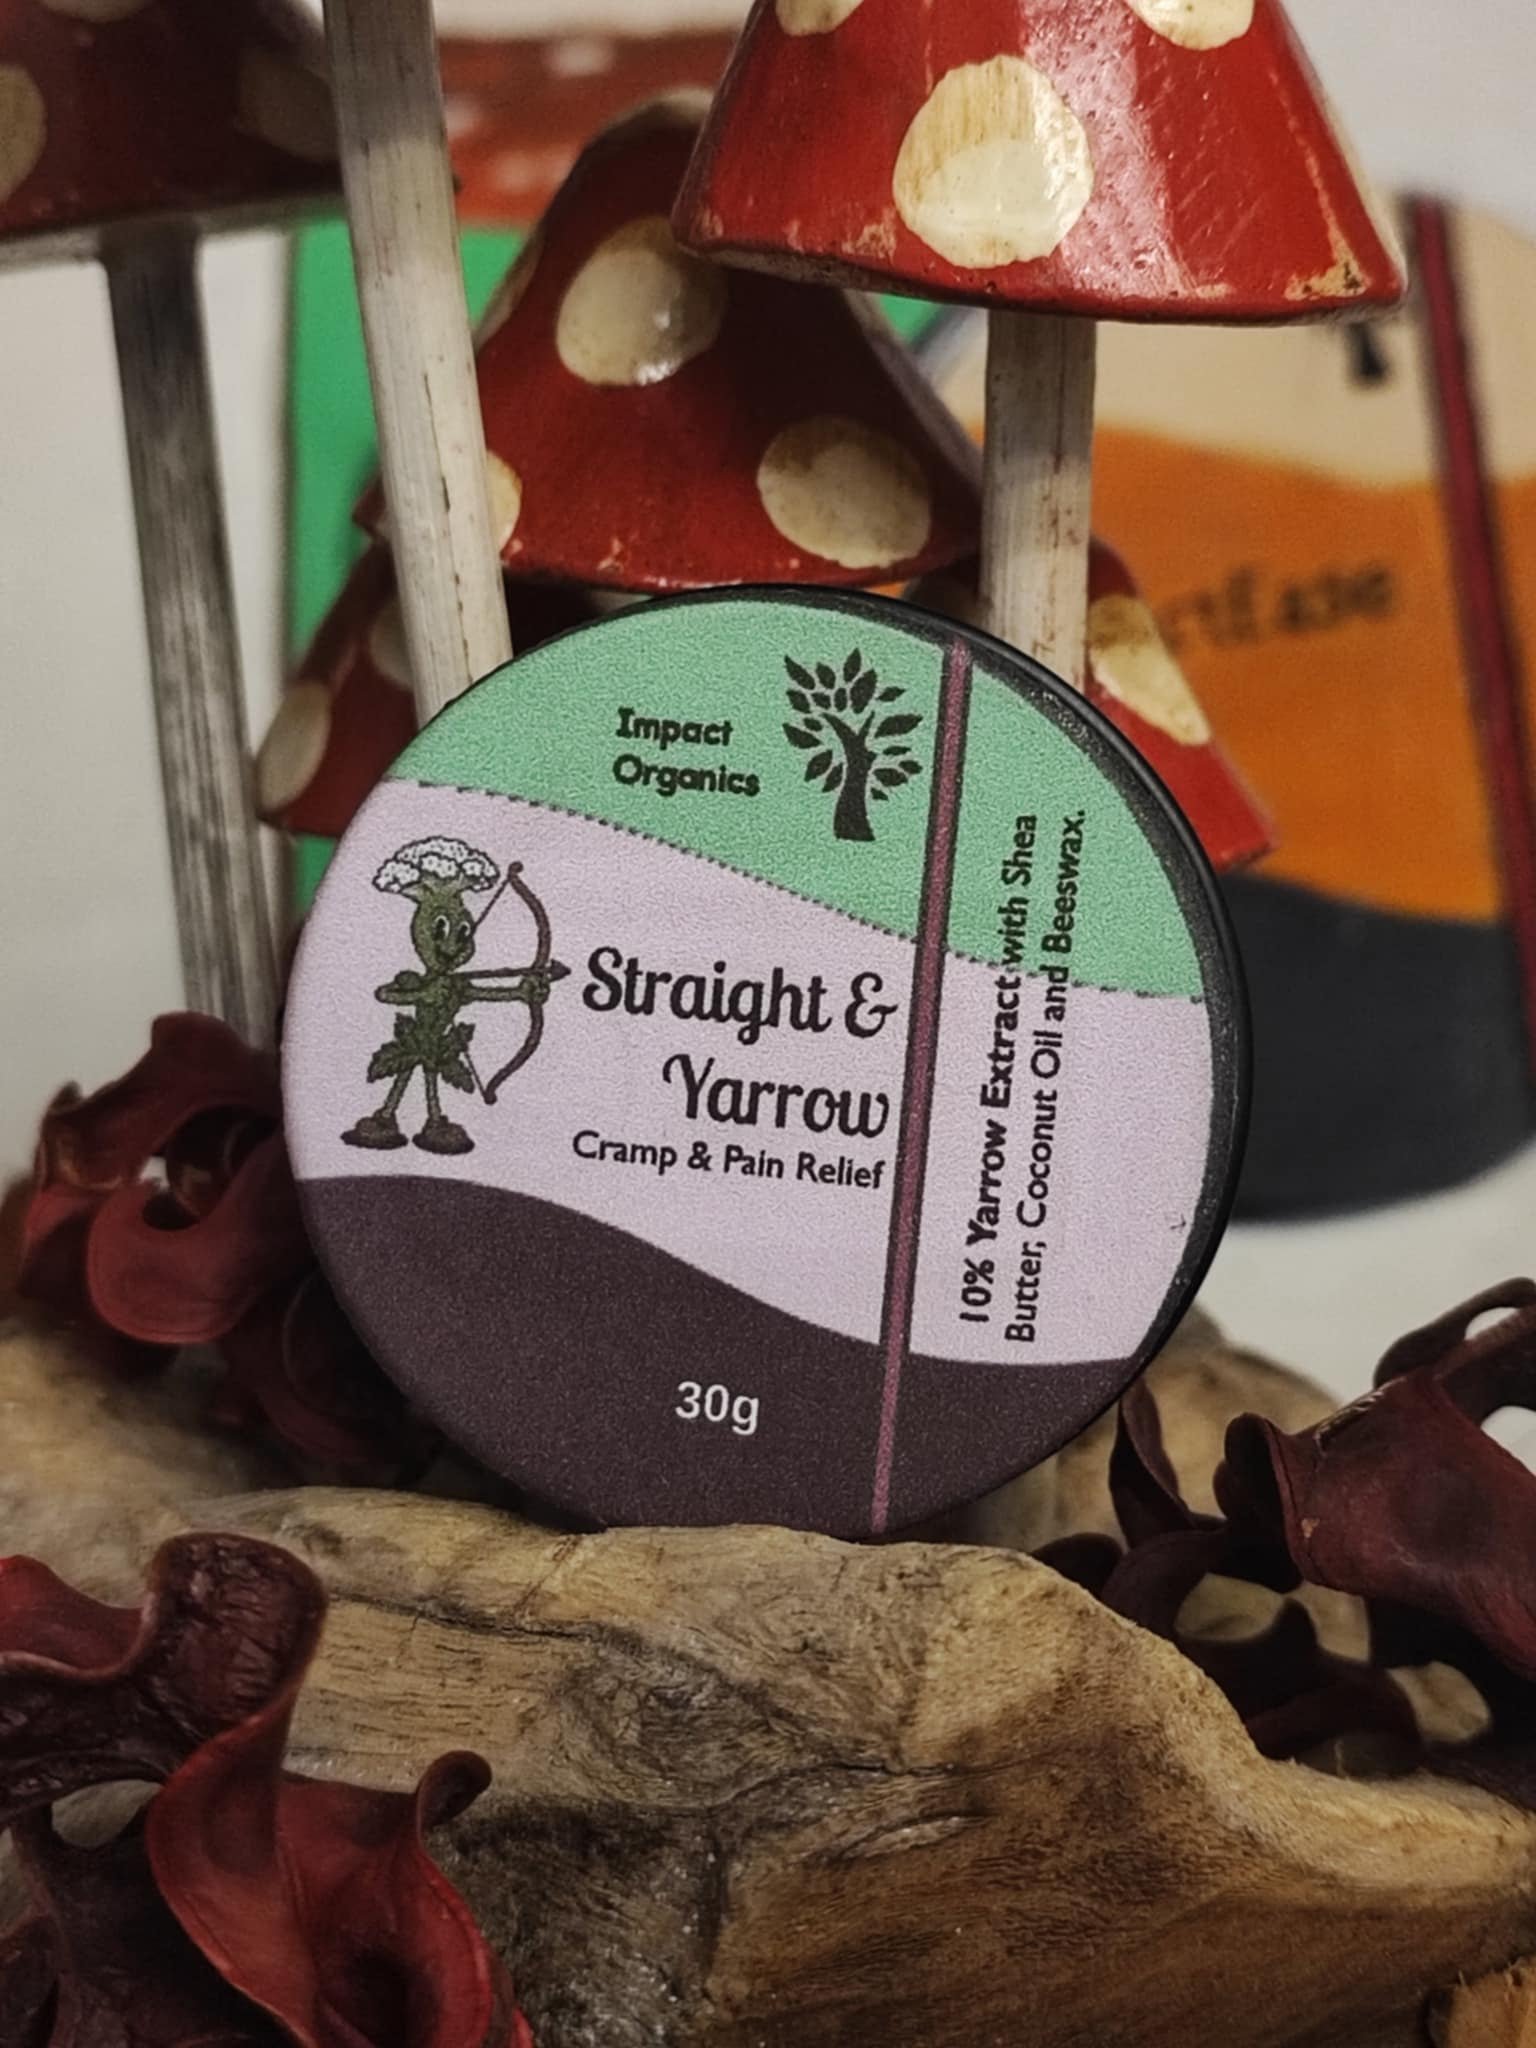 Impact
Organics
Straight &
Yarrow
Cramp & Pain Relief
10% Yarrow Extract with Shea
Butter, Coconut Oil and Beeswax.
30g